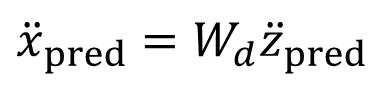 ẍ_pred = W_d z̈_pred